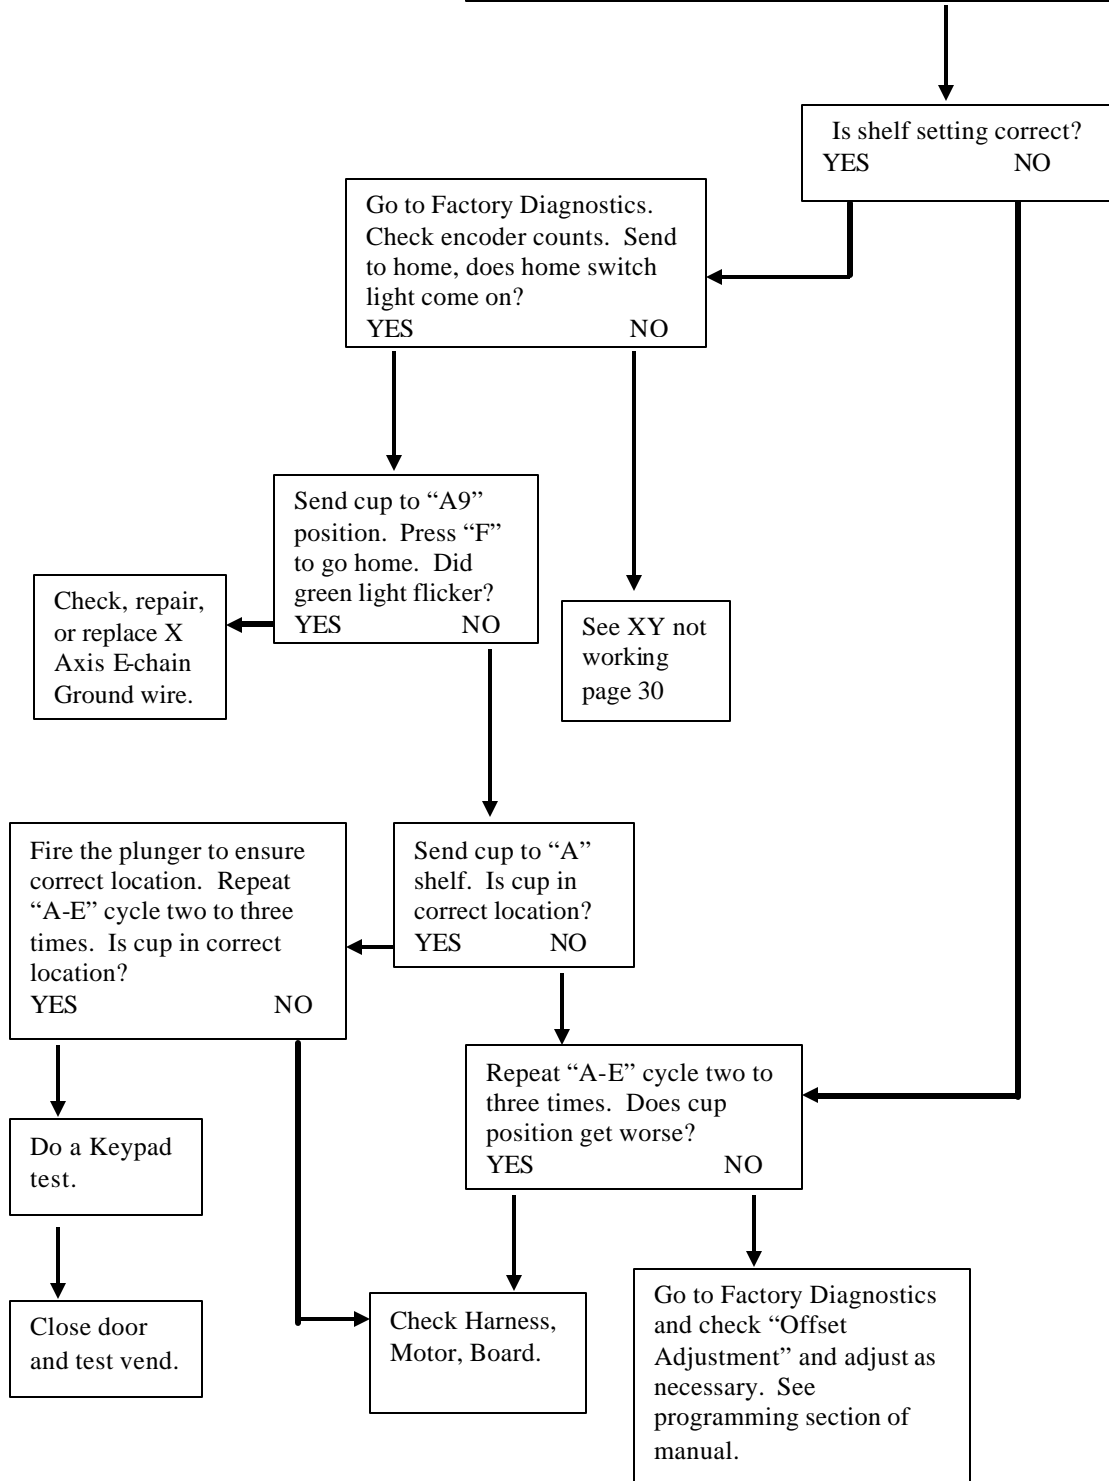 Is shelf setting correct?
YES NO
Go to Factory Diagnostics.
Check encoder counts. Send
to home, does home switch
light come on?
YES NO
Send cup to “A9”
position. Press “F”
to go home. Did
green light flicker?
YES NO
Check, repair,
or replace X
Axis E-chain
Ground wire.
See XY not
working
page 30
Fire the plunger to ensure
correct location. Repeat
“A-E” cycle two to three
times. Is cup in correct
location?
YES NO
Send cup to “A”
shelf. Is cup in
correct location?
YES NO
Repeat “A-E” cycle two to
three times. Does cup
position get worse?
YES NO
Do a Keypad
test.
Close door
and test vend.
Check Harness,
Motor, Board.
Go to Factory Diagnostics
and check “Offset
Adjustment” and adjust as
necessary. See
programming section of
manual.